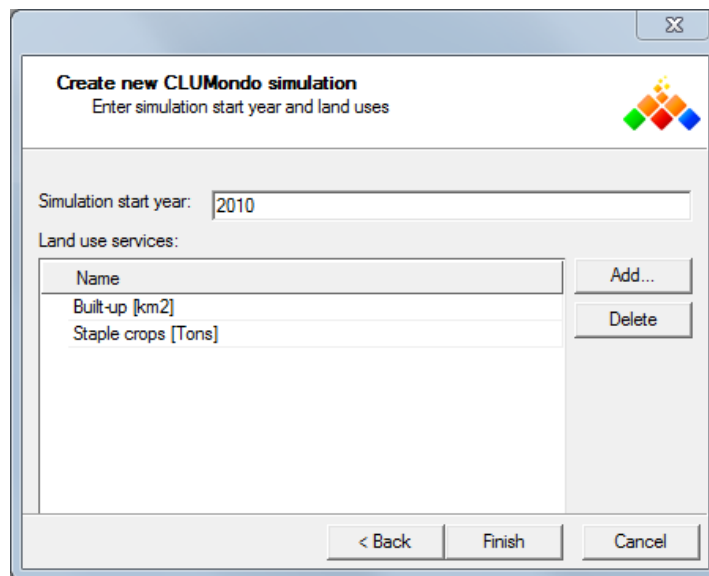 Create new CLUMondo simulation
Enter simulation start year and land uses
Simulation start year: 2010
Land use services:
Name
Add...
Built-up [km2]
Delete
Staple crops [Tons]
< Back Finish Cancel